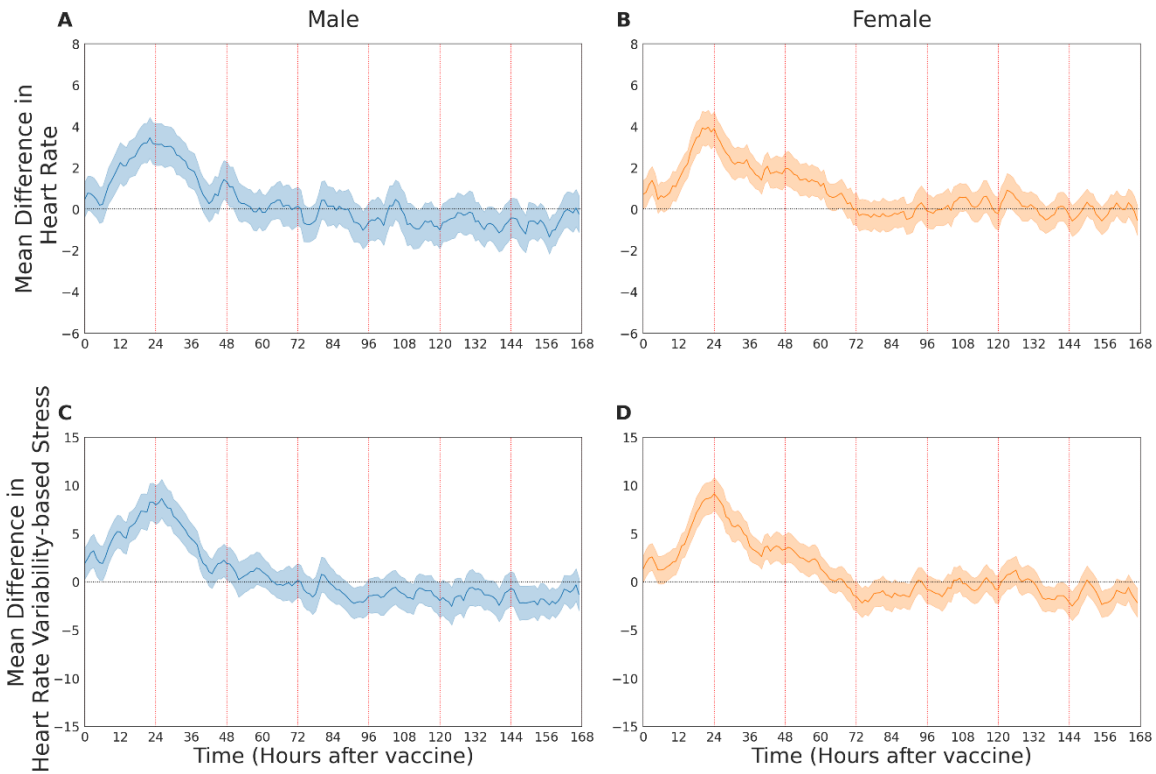 A
Male
B
Female
Mean Difference in
Heart Rate
8
6
4
2
0
−2
−4
−6
0 12 24 36 48 60 72 84 96 108 120 132 144 156 168
8
6
4
2
0
−2
−4
−6
0 12 24 36 48 60 72 84 96 108 120 132 144 156 168
C
D
Mean Difference in
Heart Rate Variability-based Stress
15
10
5
0
−5
−10
−15
0 12 24 36 48 60 72 84 96 108 120 132 144 156 168
Time (Hours after vaccine)
15
10
5
0
−5
−10
−15
0 12 24 36 48 60 72 84 96 108 120 132 144 156 168
Time (Hours after vaccine)